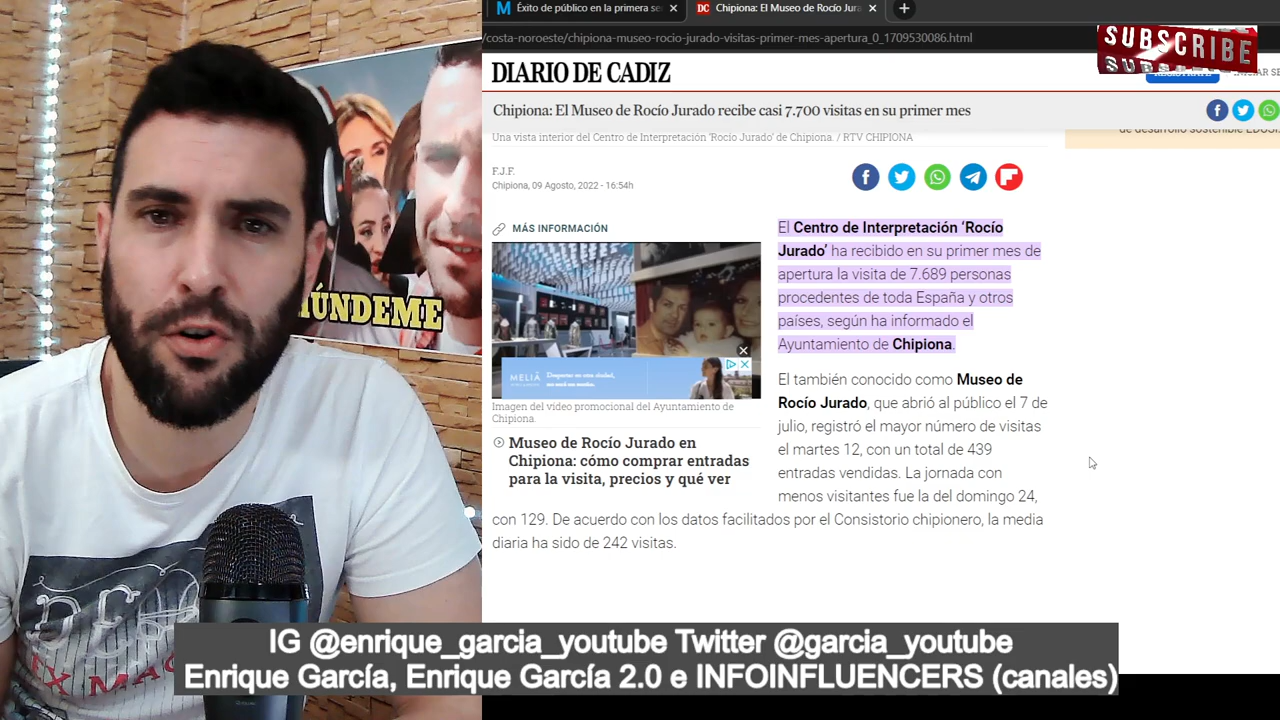 Éxito de público en la primera se
DC Chipiona: El Museo de Rocío Jura
/costa-noroeste/chipiona-museo-rocio-jurado-visitas-primer-mes-apertura_0_1709530086.html
SUBSCRIBE
DIARIO DE CADIZ
REGÍSTRATE
Chipiona: El Museo de Rocío Jurado recibe casi 7.700 visitas en su primer mes
Una vista interior del Centro de Interpretación 'Rocío Jurado' de Chipiona. / RTV CHIPIONA
de desarrollo sostenible EDUSI
F.J.F.
Chipiona, 09 Agosto, 2022 - 16:54h
MÁS INFORMACIÓN
MELIÁ
Imagen del vídeo promocional del Ayuntamiento de
Chipiona.
Museo de Rocío Jurado en
Chipiona: cómo comprar entradas
para la visita, precios y qué ver
El Centro de Interpretación ‘Rocío
Jurado’ ha recibido en su primer mes de
apertura la visita de 7.689 personas
procedentes de toda España y otros
países, según ha informado el
Ayuntamiento de Chipiona.
El también conocido como Museo de
Rocío Jurado, que abrió al público el 7 de
julio, registró el mayor número de visitas
el martes 12, con un total de 439
entradas vendidas. La jornada con
menos visitantes fue la del domingo 24,
con 129. De acuerdo con los datos facilitados por el Consistorio chipionero, la media
diaria ha sido de 242 visitas.
ÚNDEME
IG @enrique_garcia_youtube Twitter @garcia_youtube
Enrique García, Enrique García 2.0 e INFOINFLUENCERS (canales)